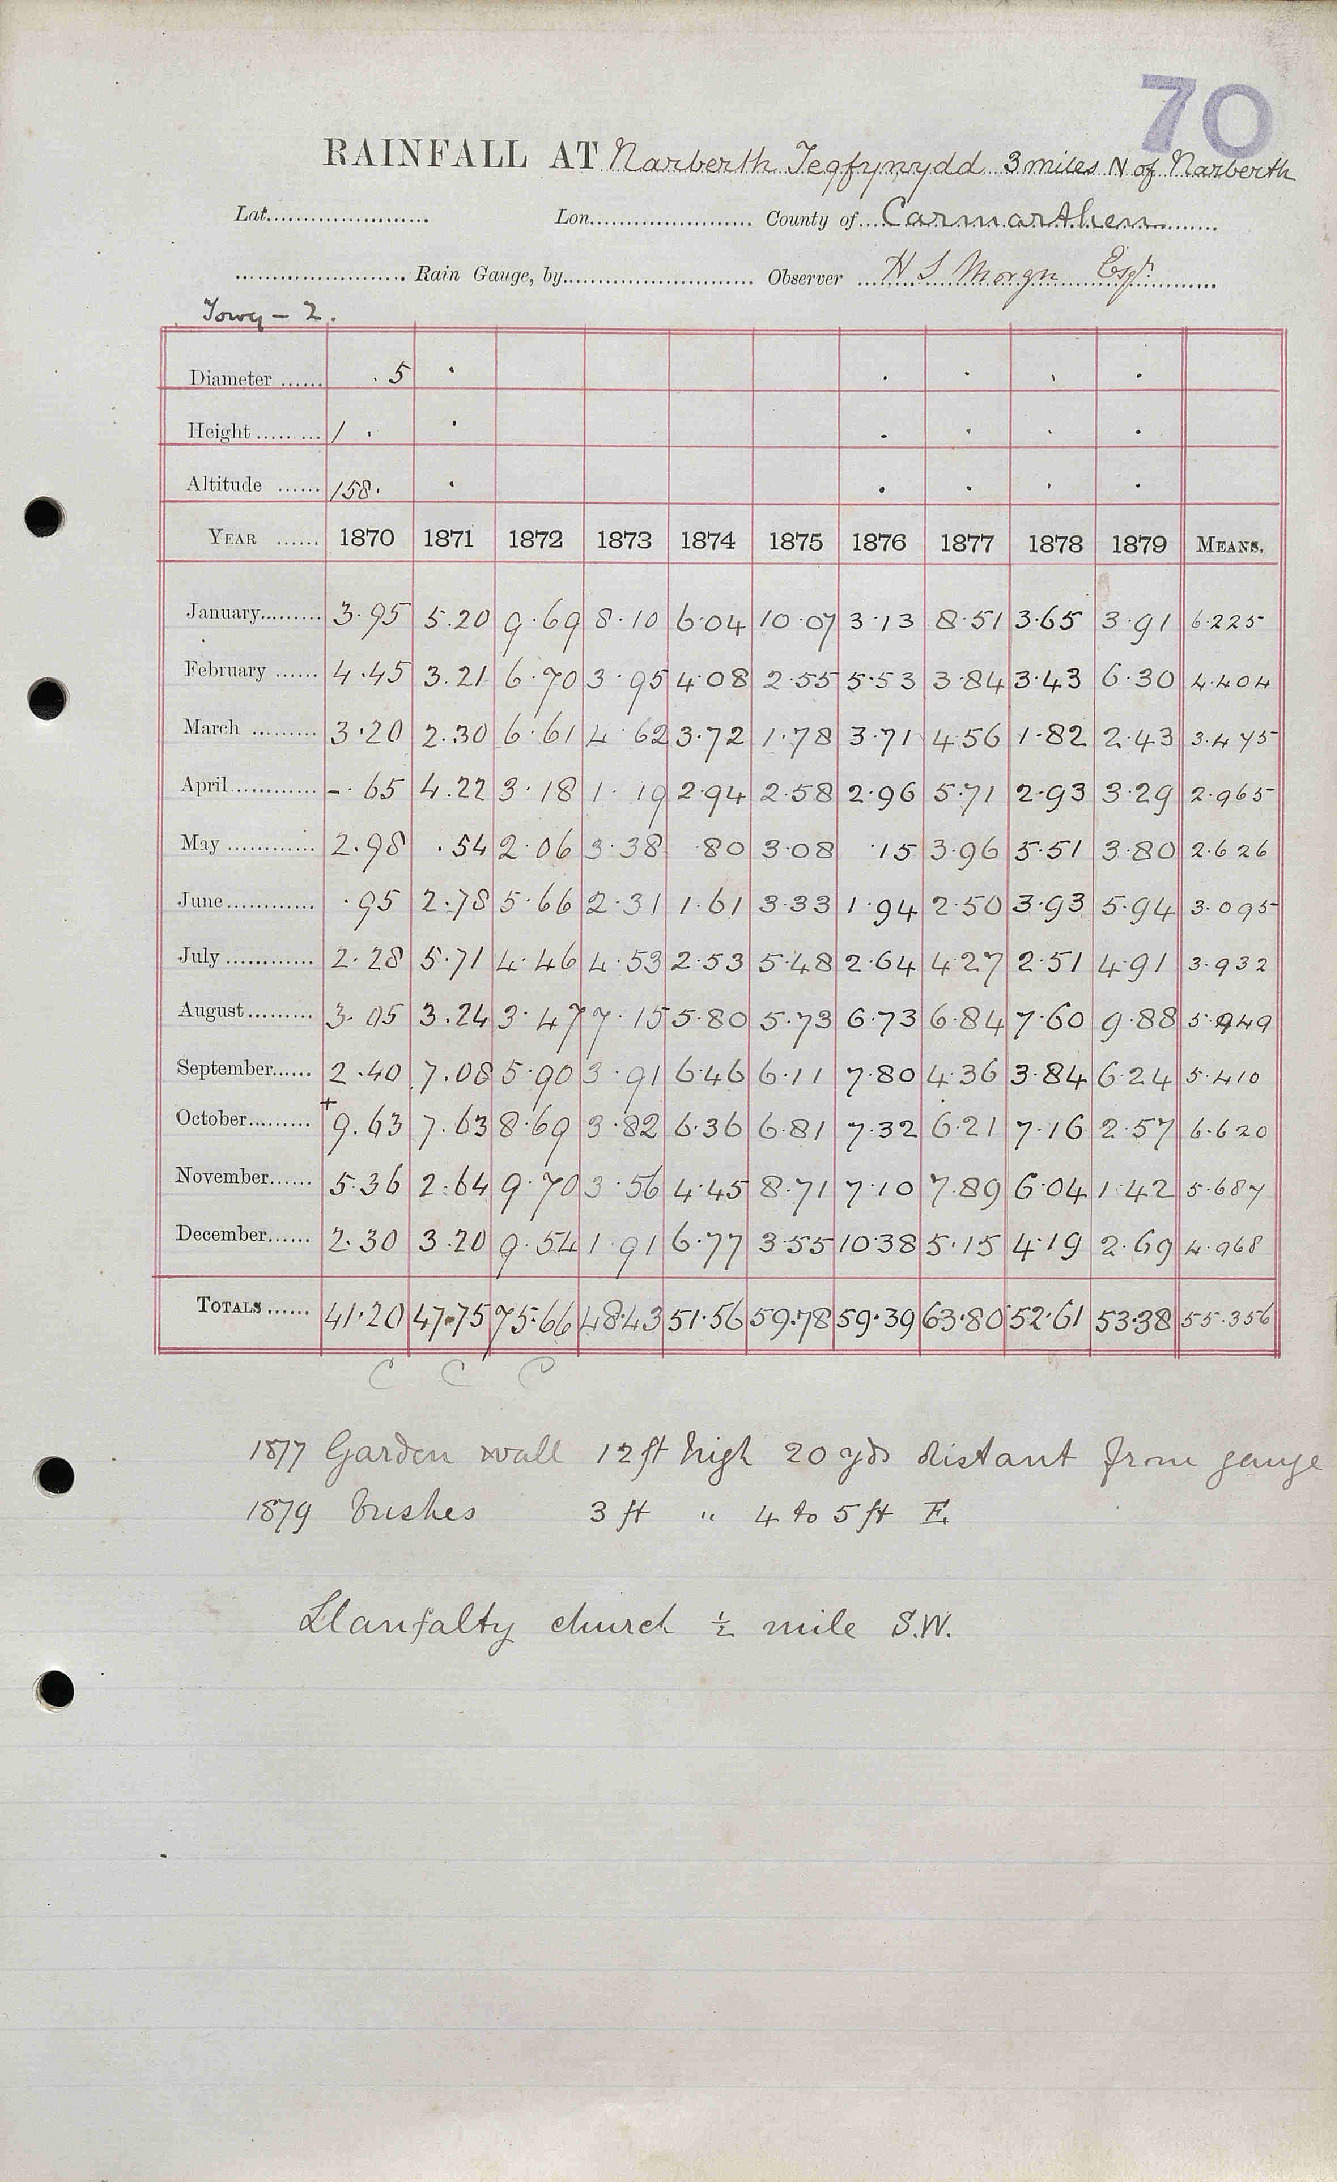 70
RAINFALL AT Narberth Tegfynydd 3 miles N of Narberth
Lat. Lon. County of Carmarthen
Rain Gauge, by Observer H S Morgn Esqr
Towy - 2.
Diameter 5
Height 1
Altitude 158.
YEAR 1870 1871 1872 1873 1874 1875 1876 1877 1878 1879 MEANS.
January 3.95 5.20 9.69 8.10 6.04 10.07 3.13 8.51 3.65 3.91 6.225
February 4.45 3.21 6.70 3.95 4.08 2.55 5.53 3.84 3.43 6.30 4.404
March 3.20 2.30 6.61 4.62 3.72 1.78 3.71 4.56 1.82 2.43 3.475
April -.65 4.22 3.18 1.19 2.94 2.58 2.96 5.71 2.93 3.29 2.965
May 2.98 .54 2.06 3.38 .80 3.08 .15 3.96 5.51 3.80 2.626
June .95 2.78 5.66 2.31 1.61 3.33 1.94 2.50 3.93 5.94 3.095
July 2.28 5.71 4.46 4.53 2.53 5.48 2.64 4.27 2.51 4.91 3.932
August 3.05 3.24 3.47 7.15 5.80 5.73 6.73 6.84 7.60 9.88 5.949
September 2.40 7.08 5.90 3.91 6.46 6.11 7.80 4.36 3.84 6.24 5.410
October +9.63 7.63 8.69 3.82 6.36 6.81 7.32 6.21 7.16 2.57 6.620
November 5.36 2.64 9.70 3.56 4.45 8.71 7.10 7.89 6.04 1.42 5.687
December 2.30 3.20 9.54 1.91 6.77 3.55 10.38 5.15 4.19 2.69 4.968
TOTALS 41.20 47.75 75.66 48.43 51.56 59.78 59.39 63.80 52.61 53.38 55.356
C C C
1877 Garden wall 12 ft high 20 yds distant from gauge
1879 Bushes 3 ft " 4 to 5 ft E.
Llanfalty church ½ mile S.W.